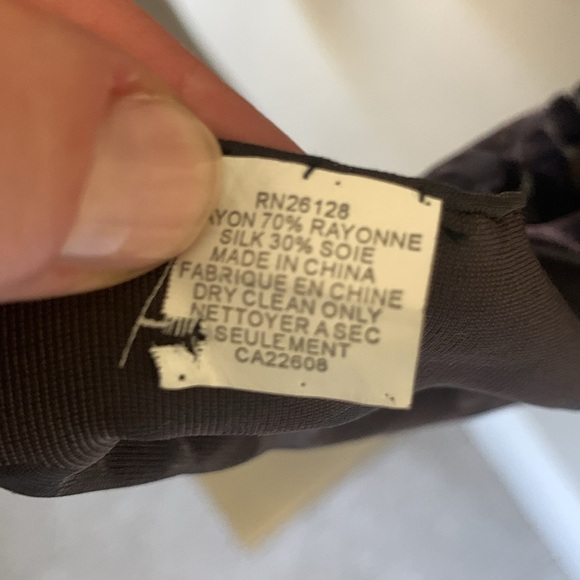 RN26128
AYON 70% RAYONNE
SILK 30% SOIE
MADE IN CHINA
FABRIQUE EN CHINE
DRY CLEAN ONLY
NETTOYER A SEC
SEULEMENT
CA22608